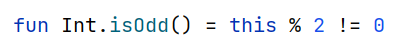 fun Int.isOdd() = this % 2 != 0